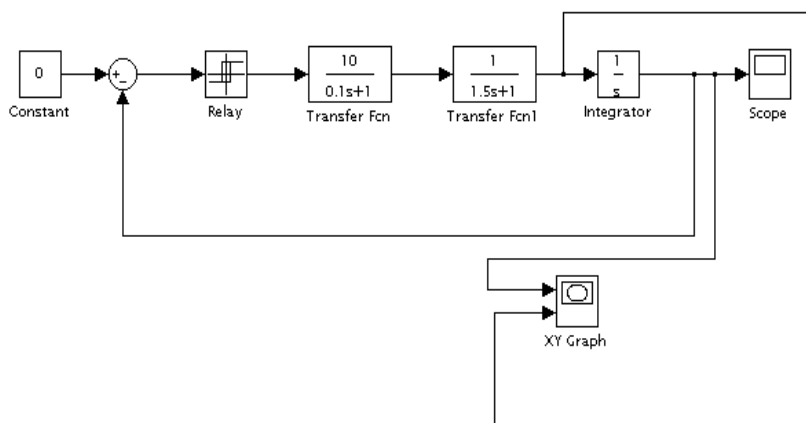 0
Constant
+
-
Relay
10
0.1s+1
Transfer Fcn
1
1.5s+1
Transfer Fcn1
1
s
Integrator
Scope
XY Graph